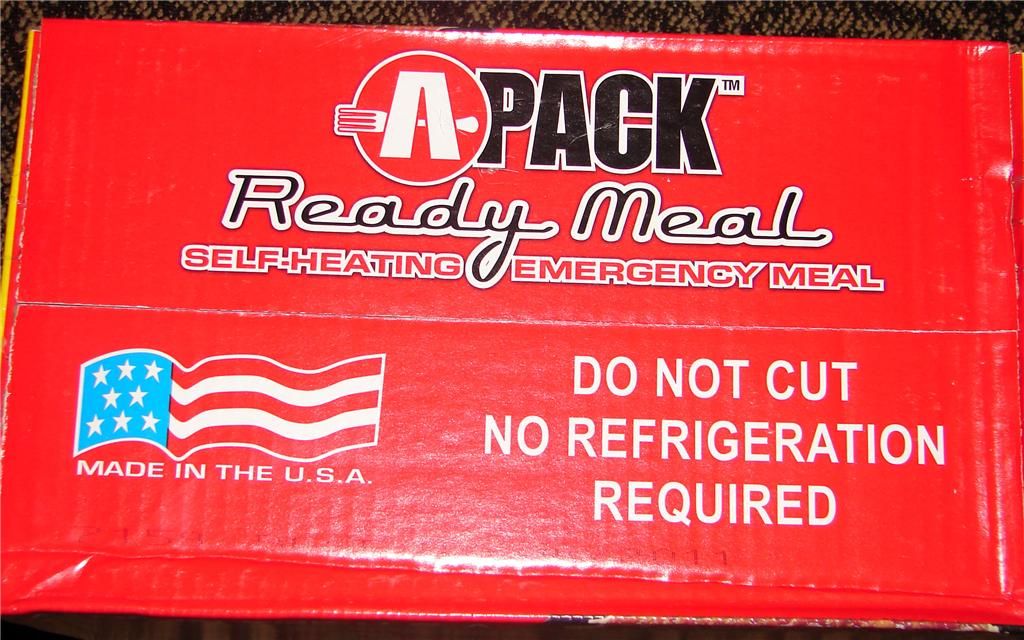 A PACK™
Ready Meal
SELF-HEATING EMERGENCY MEAL
MADE IN THE U.S.A.
DO NOT CUT
NO REFRIGERATION
REQUIRED